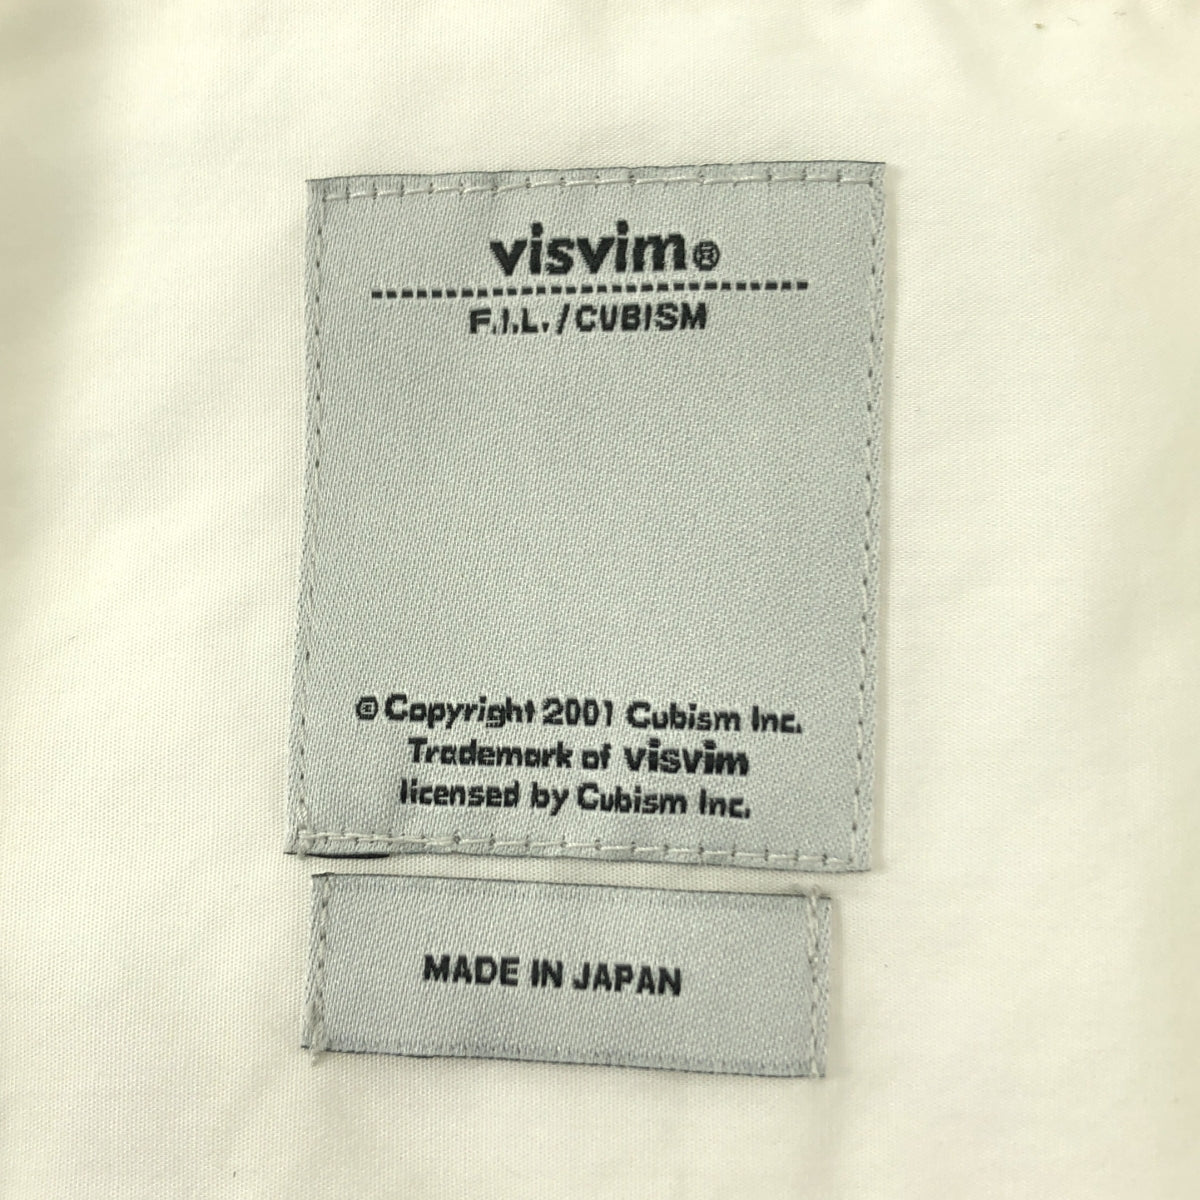 visvim®
F.I.L./CUBISM
®Copyright 2001 Cubism Inc.
Trademark of visvim
licensed by Cubism Inc.
MADE IN JAPAN